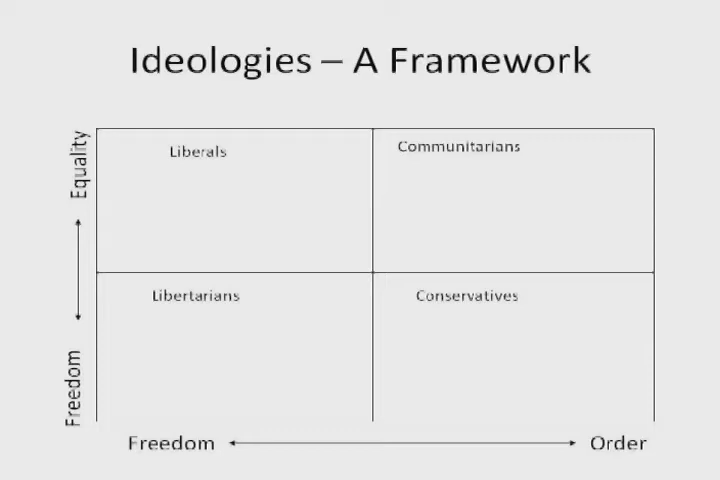 Ideologies – A Framework
Equality
Liberals
Communitarians
Libertarians
Conservatives
Freedom
Freedom
Order